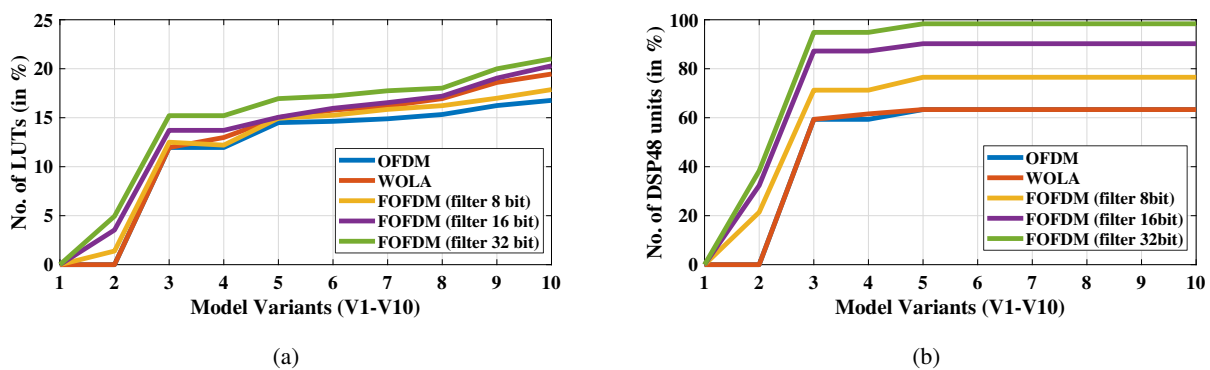 No. of LUTs (in %)
25
20
15
10
5
0
OFDM
WOLA
FOFDM (filter 8 bit)
FOFDM (filter 16 bit)
FOFDM (filter 32 bit)
1 2 3 4 5 6 7 8 9 10
Model Variants (V1-V10)
(a)
No. of DSP48 units (in %)
100
80
60
40
20
0
OFDM
WOLA
FOFDM (filter 8bit)
FOFDM (filter 16bit)
FOFDM (filter 32bit)
1 2 3 4 5 6 7 8 9 10
Model Variants (V1-V10)
(b)